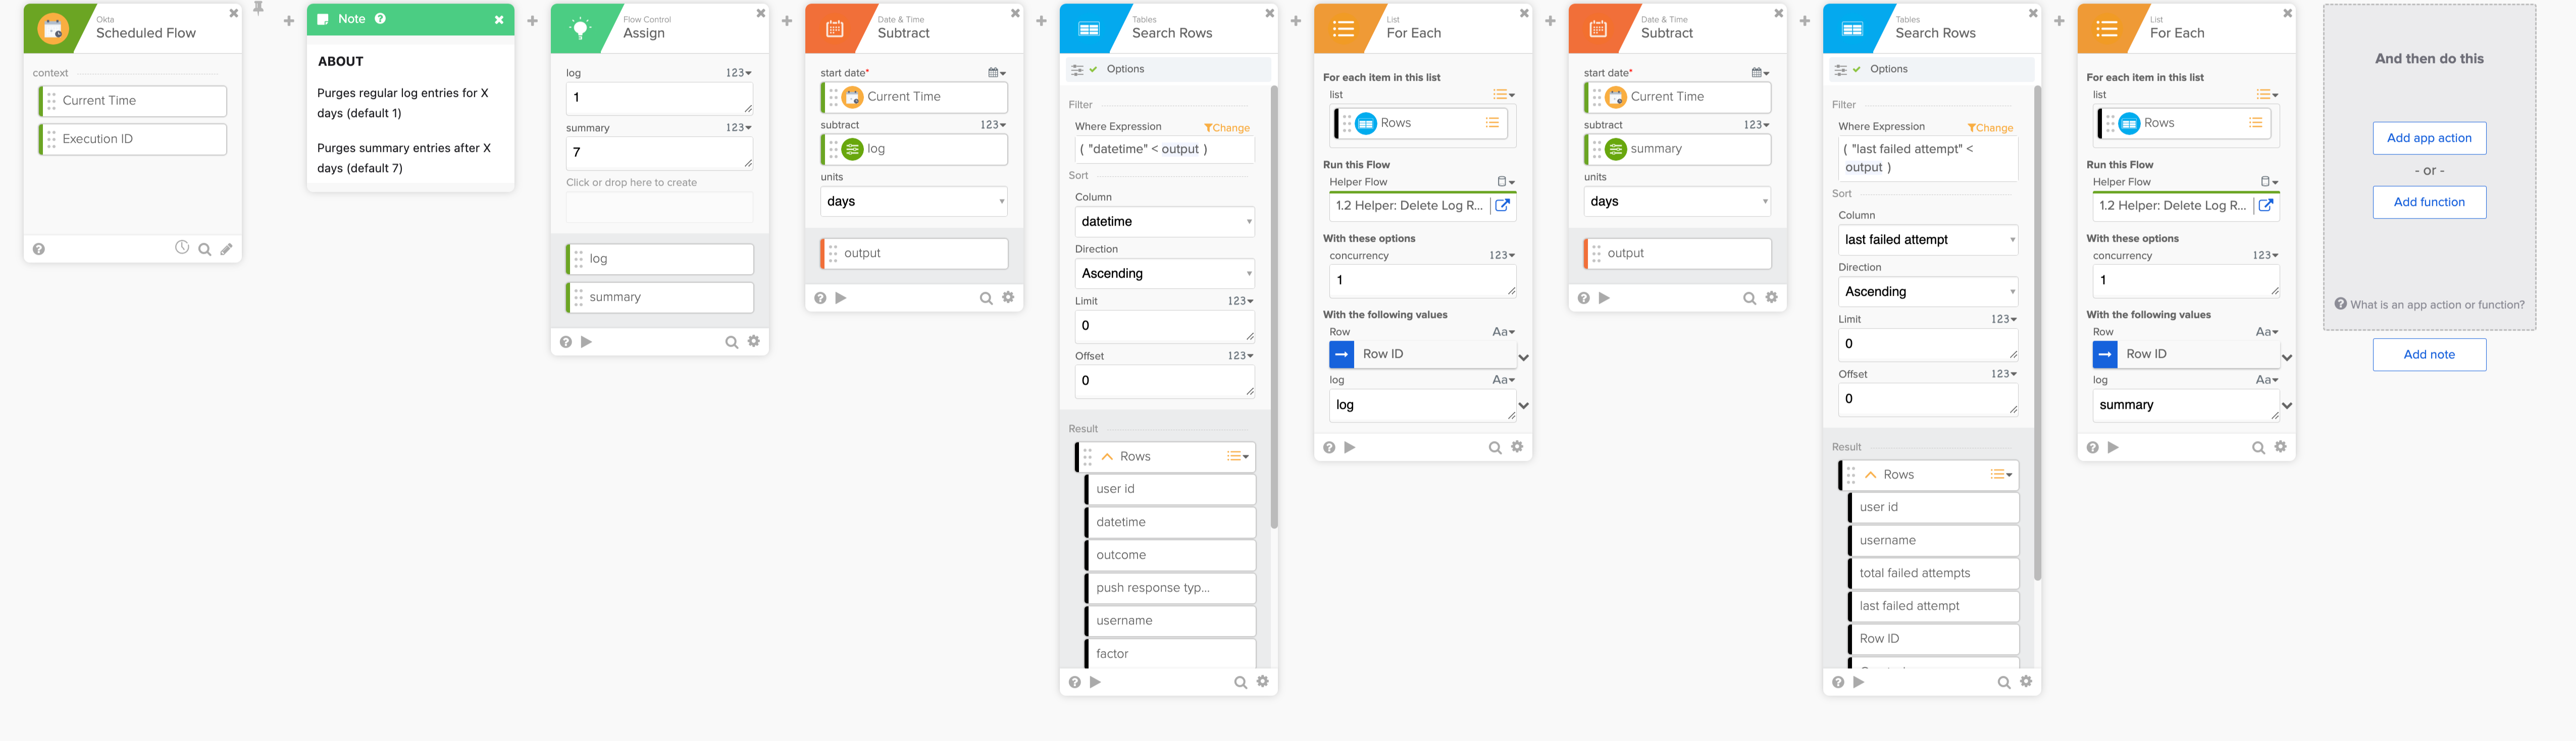 Okta
Scheduled Flow
context
Current Time
Execution ID
Note
ABOUT
Purges regular log entries for X
days (default 1)
Purges summary entries after X
days (default 7)
Flow Control
Assign
log
123
1
summary
123
7
Click or drop here to create
log
summary
Date & Time
Subtract
start date*
Current Time
subtract
123
log
units
days
output
Tables
Search Rows
Options
Filter
Where Expression
Change
( "datetime" < output )
Sort
Column
datetime
Direction
Ascending
Limit
123
0
Offset
123
0
Result
Rows
user id
datetime
outcome
push response typ...
username
factor
List
For Each
For each item in this list
list
Rows
Run this Flow
Helper Flow
1.2 Helper: Delete Log R...
With these options
concurrency
123
1
With the following values
Row
Aa
Row ID
log
Aa
log
Date & Time
Subtract
start date*
Current Time
subtract
123
summary
units
days
output
Tables
Search Rows
Options
Filter
Where Expression
Change
( "last failed attempt" <
output )
Sort
Column
last failed attempt
Direction
Ascending
Limit
123
0
Offset
123
0
Result
Rows
user id
username
total failed attempts
last failed attempt
Row ID
List
For Each
For each item in this list
list
Rows
Run this Flow
Helper Flow
1.2 Helper: Delete Log R...
With these options
concurrency
123
1
With the following values
Row
Aa
Row ID
log
Aa
summary
And then do this
Add app action
- or -
Add function
What is an app action or function?
Add note